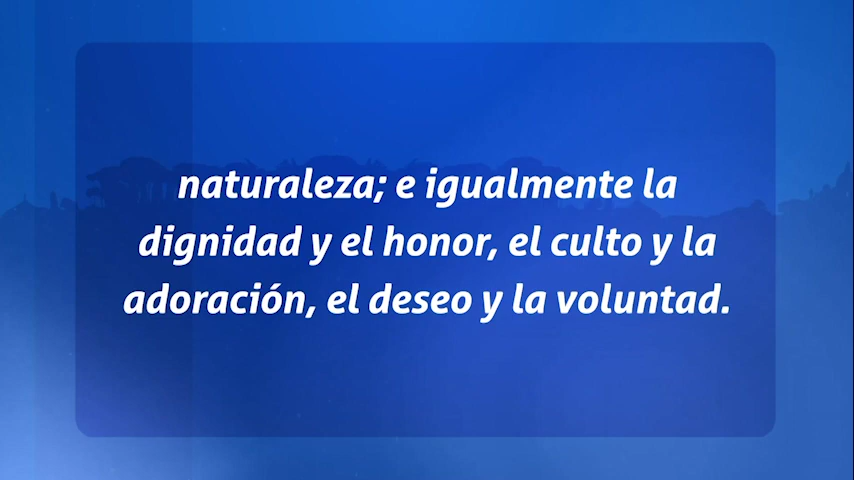 naturaleza; e igualmente la
dignidad y el honor, el culto y la
adoración, el deseo y la voluntad.